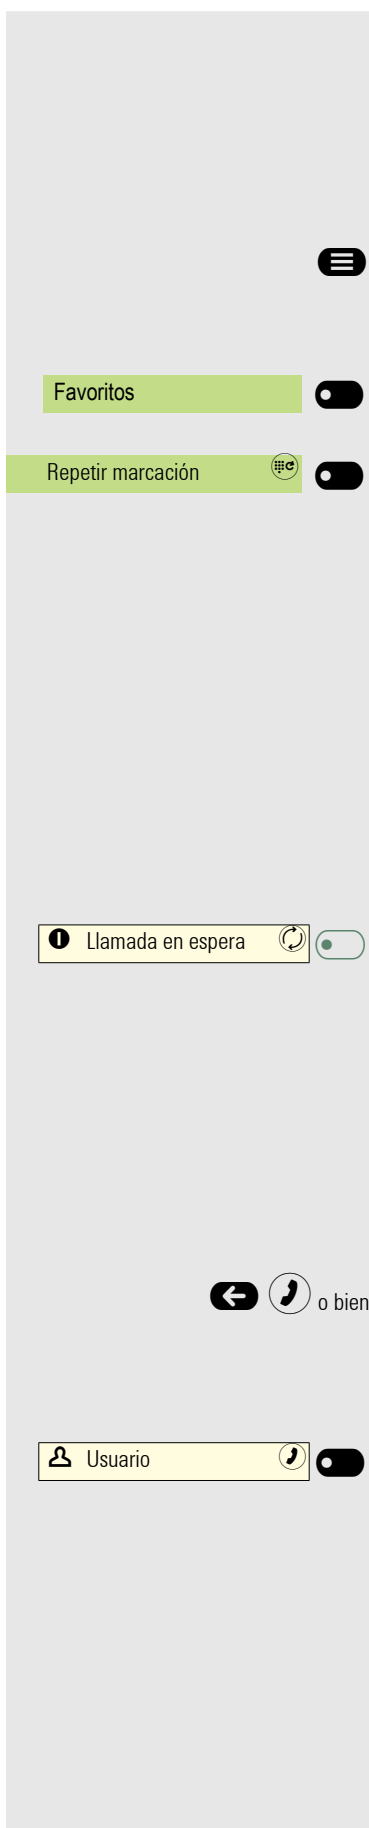 Favoritos
Repetir marcación
Llamada en espera
o bien
Usuario